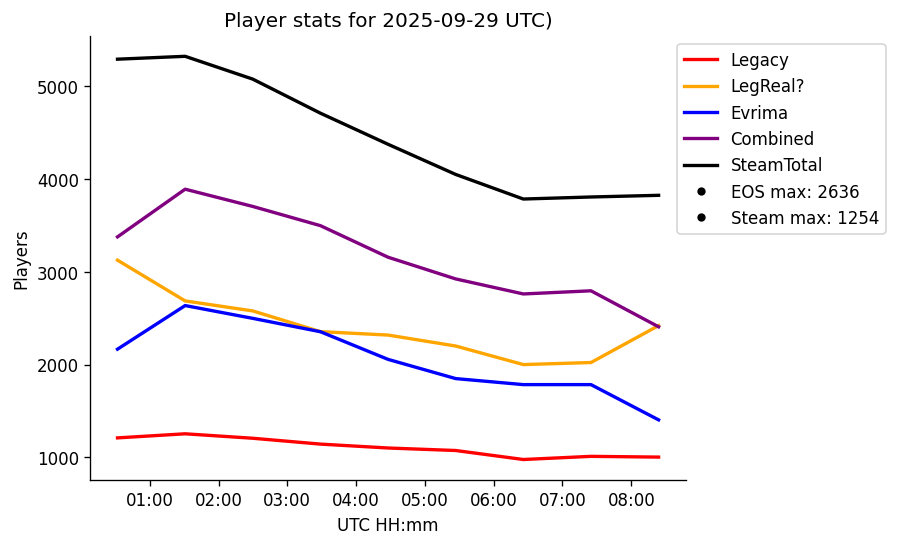 Player stats for 2025-09-29 UTC)
Legacy
LegReal?
Evrima
Combined
SteamTotal
EOS max: 2636
Steam max: 1254
5000
4000
3000
2000
1000
Players
01:00 02:00 03:00 04:00 05:00 06:00 07:00 08:00
UTC HH:mm